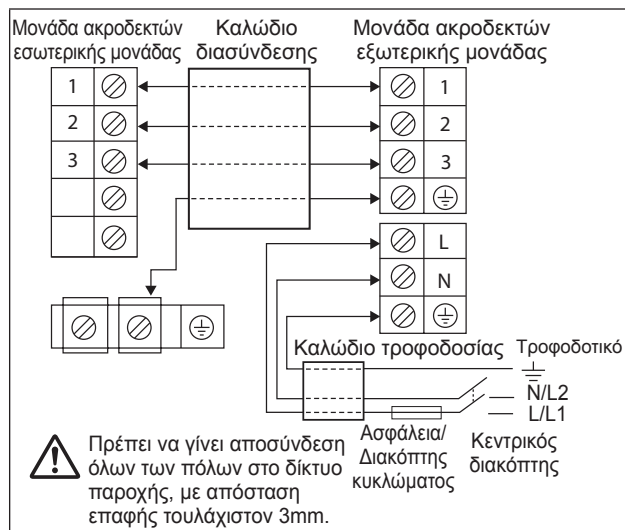 Μονάδα ακροδεκτών
εσωτερικής μονάδας
Καλώδιο
διασύνδεσης
Μονάδα ακροδεκτών
εξωτερικής μονάδας
1
2
3
1
2
3
L
N
Καλώδιο τροφοδοσίας
Τροφοδοτικό
N/L2
L/L1
Ασφάλεια/
Διακόπτης
κυκλώματος
Κεντρικός
διακόπτης
Πρέπει να γίνει αποσύνδεση
όλων των πόλων στο δίκτυο
παροχής, με απόσταση
επαφής τουλάχιστον 3mm.